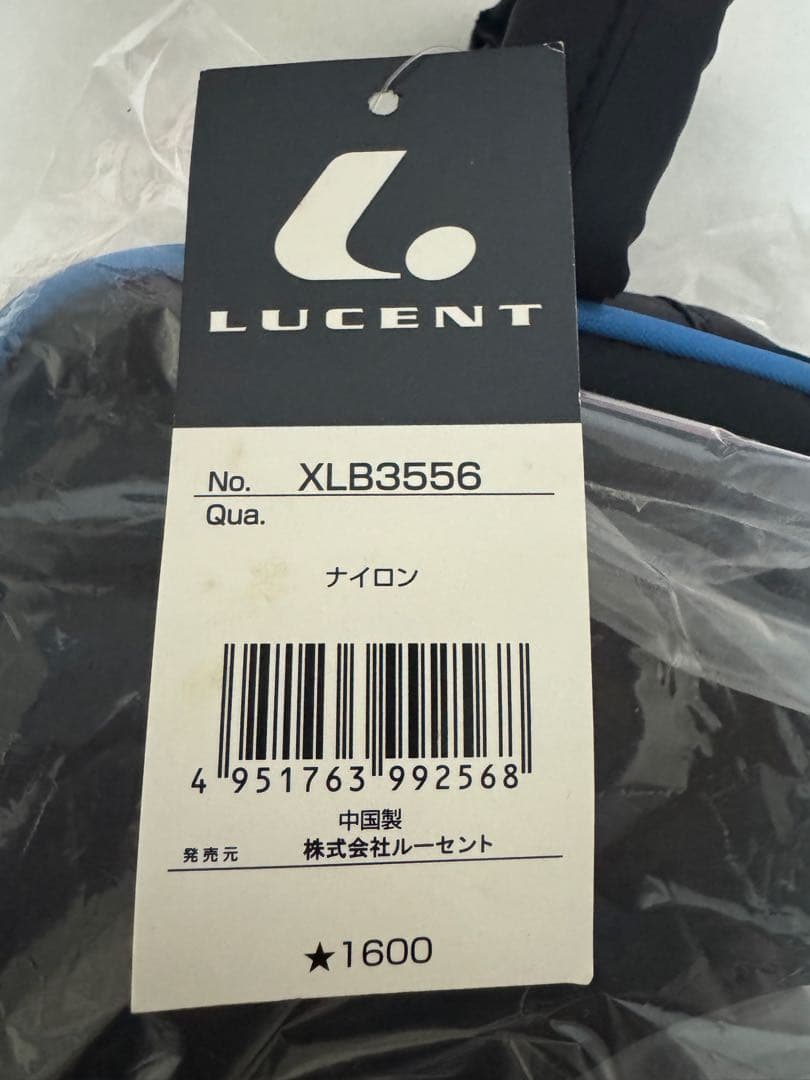 LUCENT
No. XLB3556
Qua.
ナイロン
4 951763 992568
中国製
発売元 株式会社ルーセント
★1600